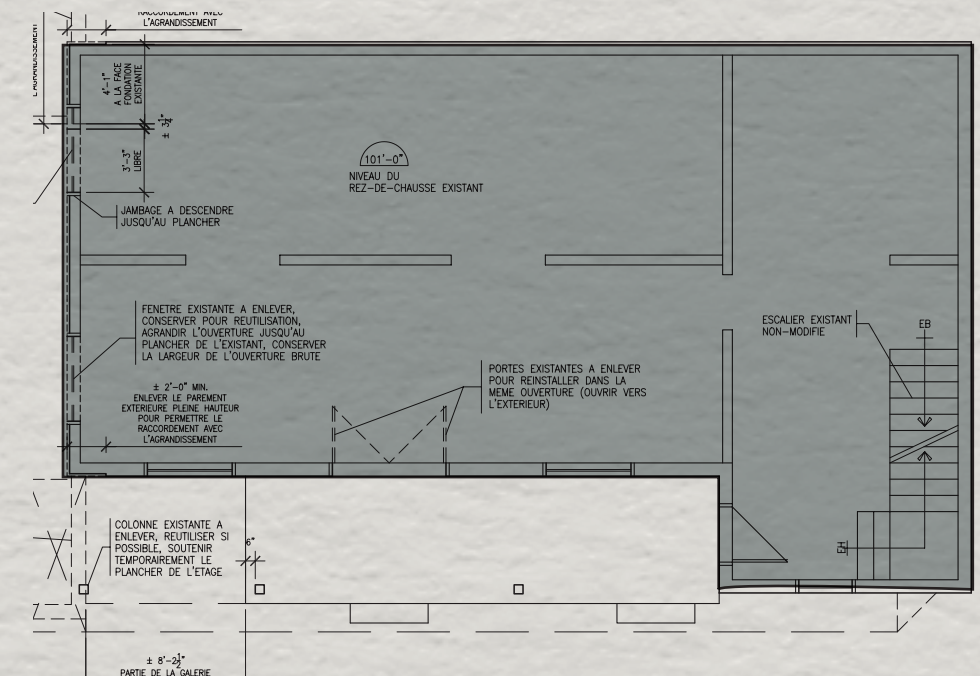 RACCORDEMENT AVEC
L'AGRANDISSEMENT
L'AGRANDISSEMENT
4'-1"
A LA FACE
FONDATION
EXISTANTE
± 3¼"
3'-3"
LIBRE
101'-0"
NIVEAU DU
REZ-DE-CHAUSSE EXISTANT
JAMBAGE A DESCENDRE
JUSQU'AU PLANCHER
FENETRE EXISTANTE A ENLEVER,
CONSERVER POUR REUTILISATION,
AGRANDIR L'OUVERTURE JUSQU'AU
PLANCHER DE L'EXISTANT, CONSERVER
LA LARGEUR DE L'OUVERTURE BRUTE
ESCALIER EXISTANT
NON-MODIFIE
EB
PORTES EXISTANTES A ENLEVER
POUR REINSTALLER DANS LA
MEME OUVERTURE (OUVRIR VERS
L'EXTERIEUR)
± 2'-0" MIN.
ENLEVER LE PAREMENT
EXTERIEURE PLEINE HAUTEUR
POUR PERMETTRE LE
RACCORDEMENT AVEC
L'AGRANDISSEMENT
COLONNE EXISTANTE A
ENLEVER, REUTILISER SI
POSSIBLE, SOUTENIR
TEMPORAIREMENT LE
PLANCHER DE L'ETAGE
6"
EH
± 8'-2½"
PARTIE DE LA GALERIE